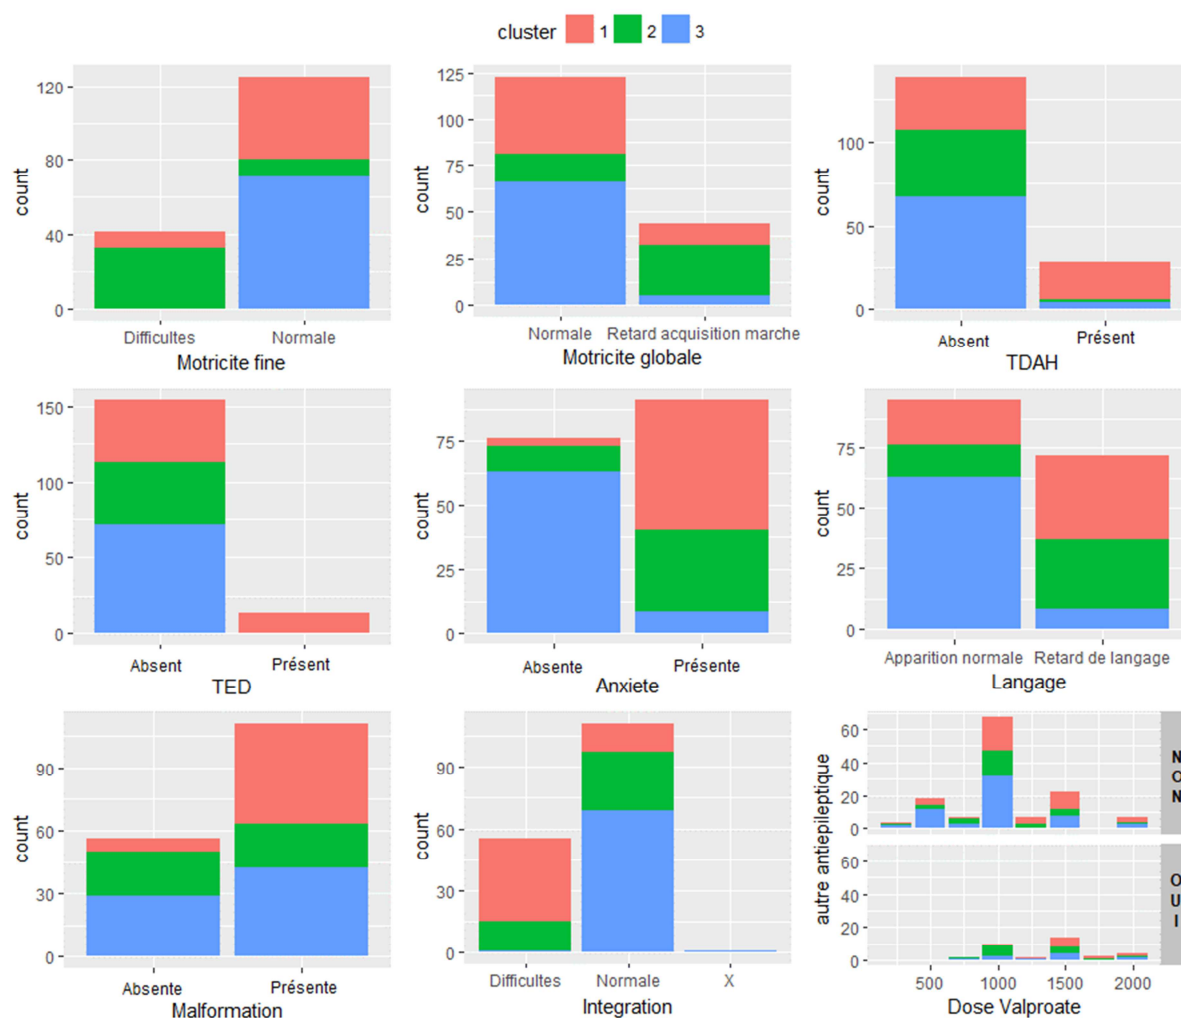 cluster 1 2 3
count
120
80
40
0
Difficultes Normale
Motricite fine
count
125
100
75
50
25
0
Normale Retard acquisition marche
Motricite globale
count
100
50
0
Absent Présent
TDAH
count
150
100
50
0
Absent Présent
TED
count
75
50
25
0
Absente Présente
Anxiete
count
75
50
25
0
Apparition normale Retard de langage
Langage
count
90
60
30
0
Absente Présente
Malformation
count
90
60
30
0
Difficultes Normale X
Integration
autre antiepileptique
60
40
20
0
NON
60
40
20
0
OUI
500 1000 1500 2000
Dose Valproate